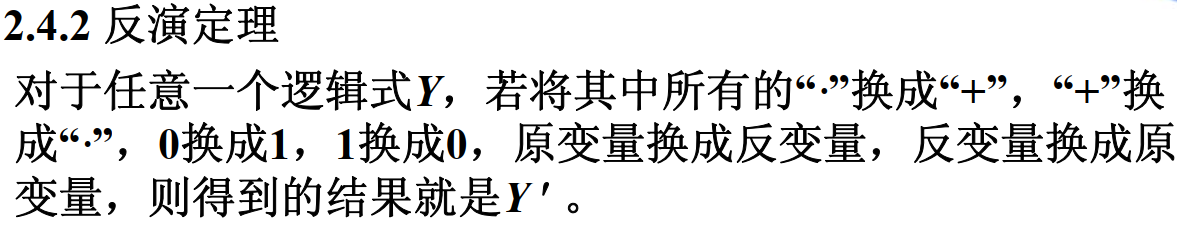 2.4.2 反演定理
对于任意一个逻辑式Y，若将其中所有的“·”换成“+”，“+”换
成“·”，0换成1，1换成0，原变量换成反变量，反变量换成原
变量，则得到的结果就是Y′。